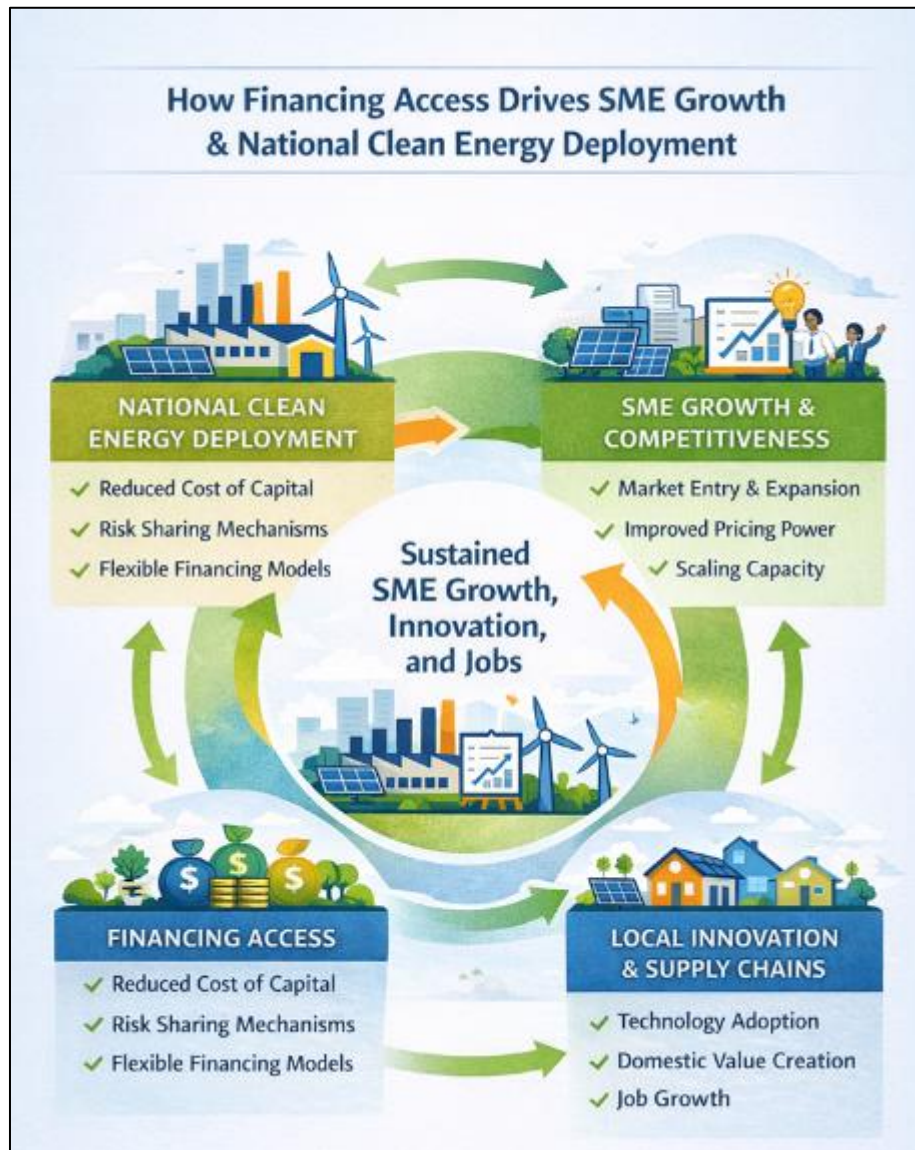 How Financing Access Drives SME Growth
& National Clean Energy Deployment
NATIONAL CLEAN
ENERGY DEPLOYMENT
✓ Reduced Cost of Capital
✓ Risk Sharing Mechanisms
✓ Flexible Financing Models
SME GROWTH &
COMPETITIVENESS
✓ Market Entry & Expansion
✓ Improved Pricing Power
✓ Scaling Capacity
Sustained
SME Growth,
Innovation,
and Jobs
$ $ $
FINANCING ACCESS
✓ Reduced Cost of Capital
✓ Risk Sharing Mechanisms
✓ Flexible Financing Models
LOCAL INNOVATION
& SUPPLY CHAINS
✓ Technology Adoption
✓ Domestic Value Creation
✓ Job Growth